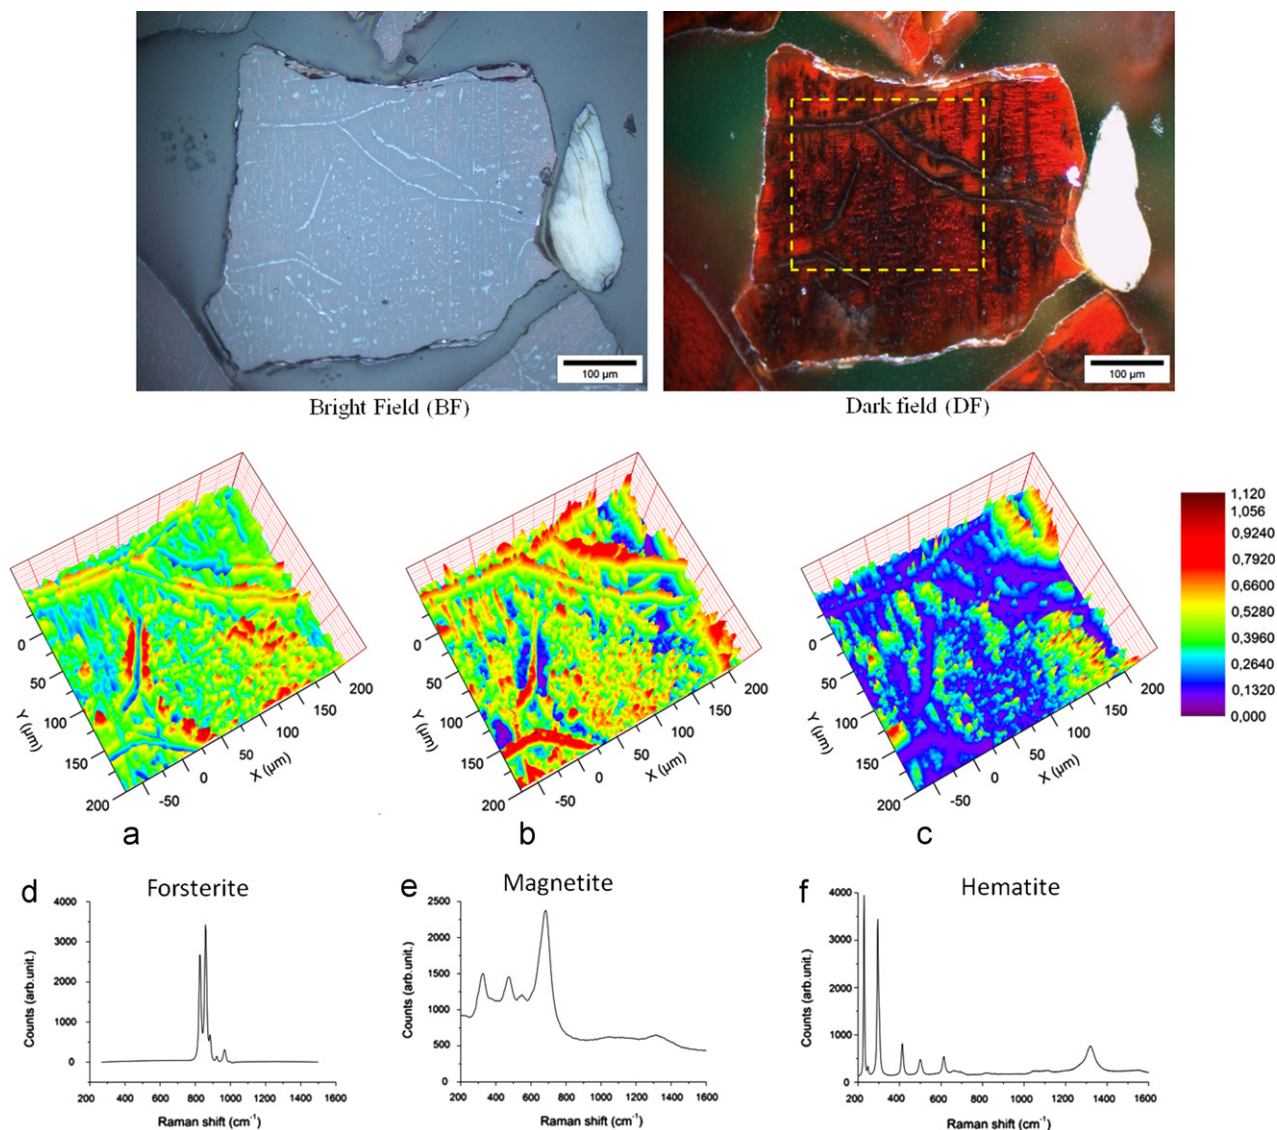 100 µm
100 µm
Bright Field (BF)
Dark field (DF)
1,120
1,056
0,9240
0,7920
0,6600
0,5280
0,3960
0,2640
0,1320
0,000
0
50
100
150
200
Y (µm)
-50
0
50
100
150
200
X (µm)
a
0
50
100
150
200
Y (µm)
-50
0
50
100
150
200
X (µm)
b
0
50
100
150
200
Y (µm)
-50
0
50
100
150
200
X (µm)
c
d
Forsterite
4000
3000
2000
1000
0
Counts (arb.unit.)
200 400 600 800 1000 1200 1400 1600
Raman shift (cm-1)
e
Magnetite
2500
2000
1500
1000
500
0
Counts (arb.unit.)
200 400 600 800 1000 1200 1400 1600
Raman shift (cm-1)
f
Hematite
4000
3000
2000
1000
0
Counts (arb.unit.)
200 400 600 800 1000 1200 1400 1600
Raman shift (cm-1)